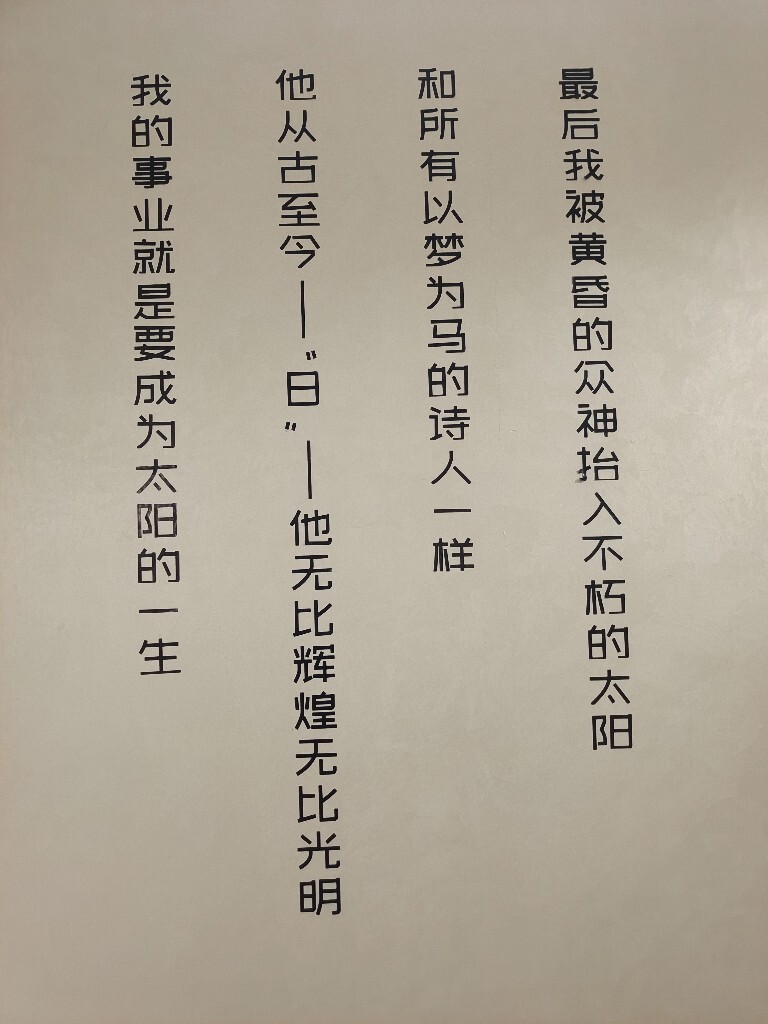 我的事业就是要成为太阳的一生
他从古至今——“日”——他无比辉煌无比光明
和所有以梦为马的诗人一样
最后我被黄昏的众神抬入不朽的太阳